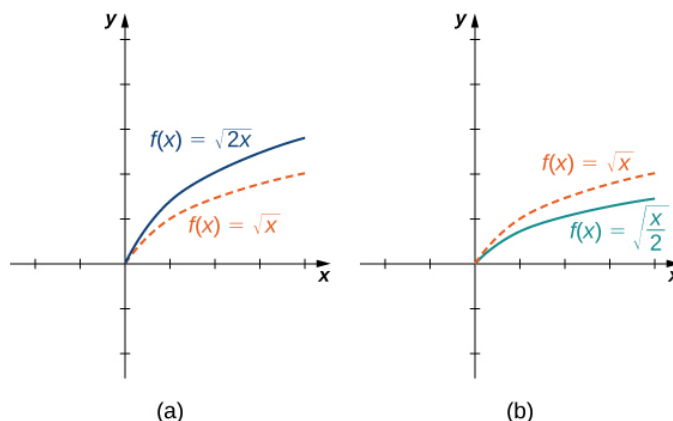 y
f(x) = √2x
f(x) = √x
x
(a)
y
f(x) = √x
f(x) = √x/2
x
(b)